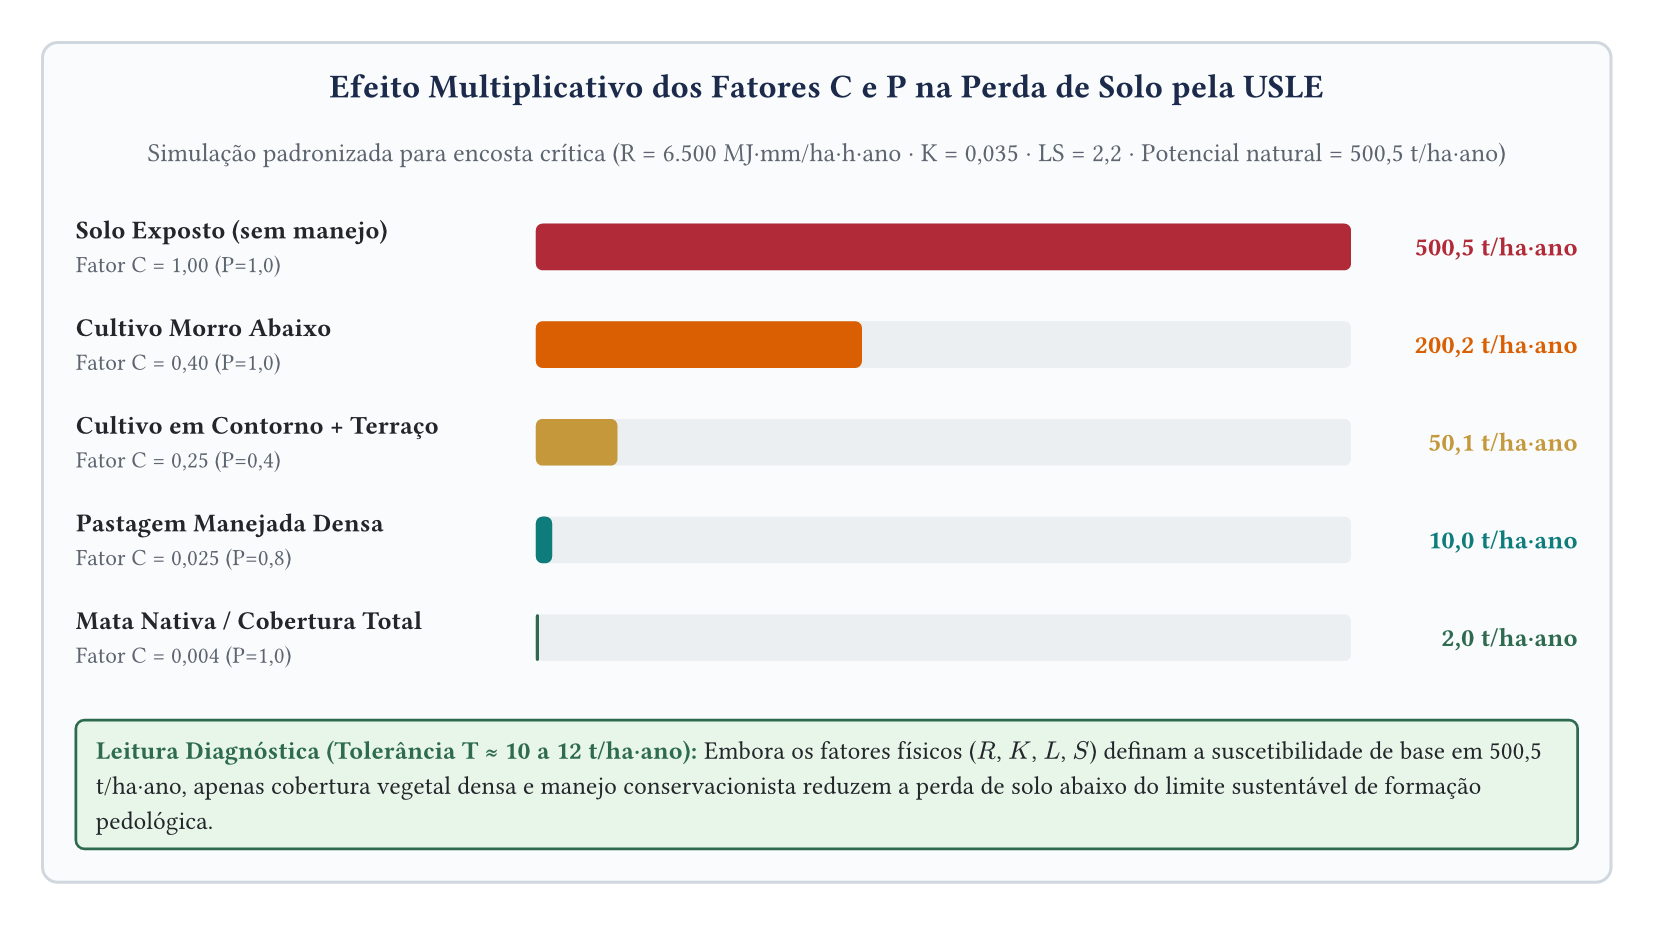 Efeito Multiplicativo dos Fatores C e P na Perda de Solo pela USLE
Simulação padronizada para encosta crítica (R = 6.500 MJ·mm/ha·h·ano · K = 0,035 · LS = 2,2 · Potencial natural = 500,5 t/ha·ano)
Solo Exposto (sem manejo)
Fator C = 1,00 (P=1,0)
500,5 t/ha·ano
Cultivo Morro Abaixo
Fator C = 0,40 (P=1,0)
200,2 t/ha·ano
Cultivo em Contorno + Terraço
Fator C = 0,25 (P=0,4)
50,1 t/ha·ano
Pastagem Manejada Densa
Fator C = 0,025 (P=0,8)
10,0 t/ha·ano
Mata Nativa / Cobertura Total
Fator C = 0,004 (P=1,0)
2,0 t/ha·ano
Leitura Diagnóstica (Tolerância T ≈ 10 a 12 t/ha·ano): Embora os fatores físicos (R, K, L, S) definam a suscetibilidade de base em 500,5
t/ha·ano, apenas cobertura vegetal densa e manejo conservacionista reduzem a perda de solo abaixo do limite sustentável de formação
pedológica.